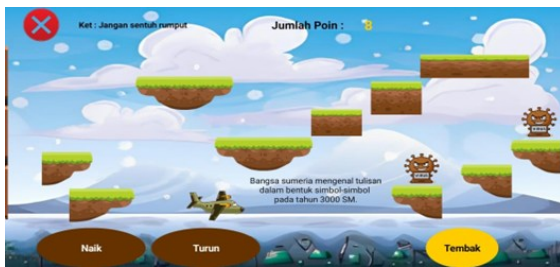 Ket : Jangan sentuh rumput
Jumlah Poin : 8
Bangsa sumeria mengenal tulisan
dalam bentuk simbol-simbol
pada tahun 3000 SM.
Naik
Turun
Tembak